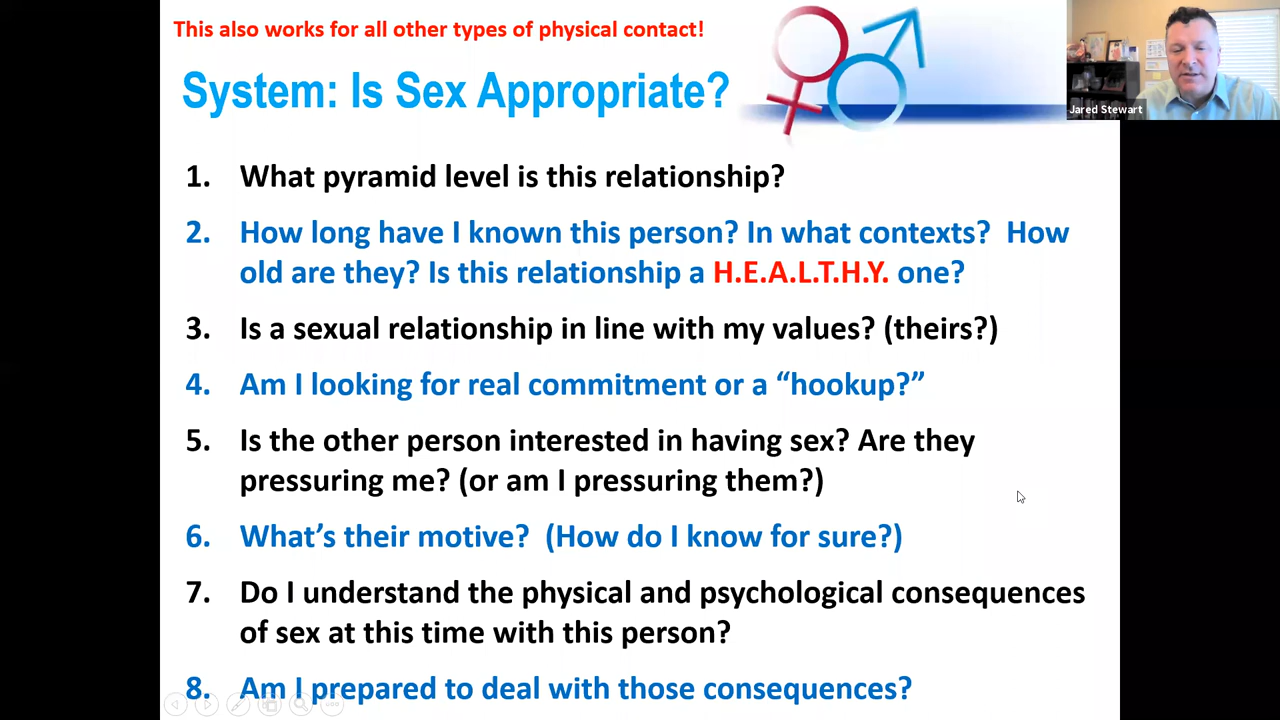 This also works for all other types of physical contact!
System: Is Sex Appropriate?
Jared Stewart
1. What pyramid level is this relationship?
2. How long have I known this person? In what contexts? How
old are they? Is this relationship a H.E.A.L.T.H.Y. one?
3. Is a sexual relationship in line with my values? (theirs?)
4. Am I looking for real commitment or a “hookup?”
5. Is the other person interested in having sex? Are they
pressuring me? (or am I pressuring them?)
6. What’s their motive? (How do I know for sure?)
7. Do I understand the physical and psychological consequences
of sex at this time with this person?
8. Am I prepared to deal with those consequences?